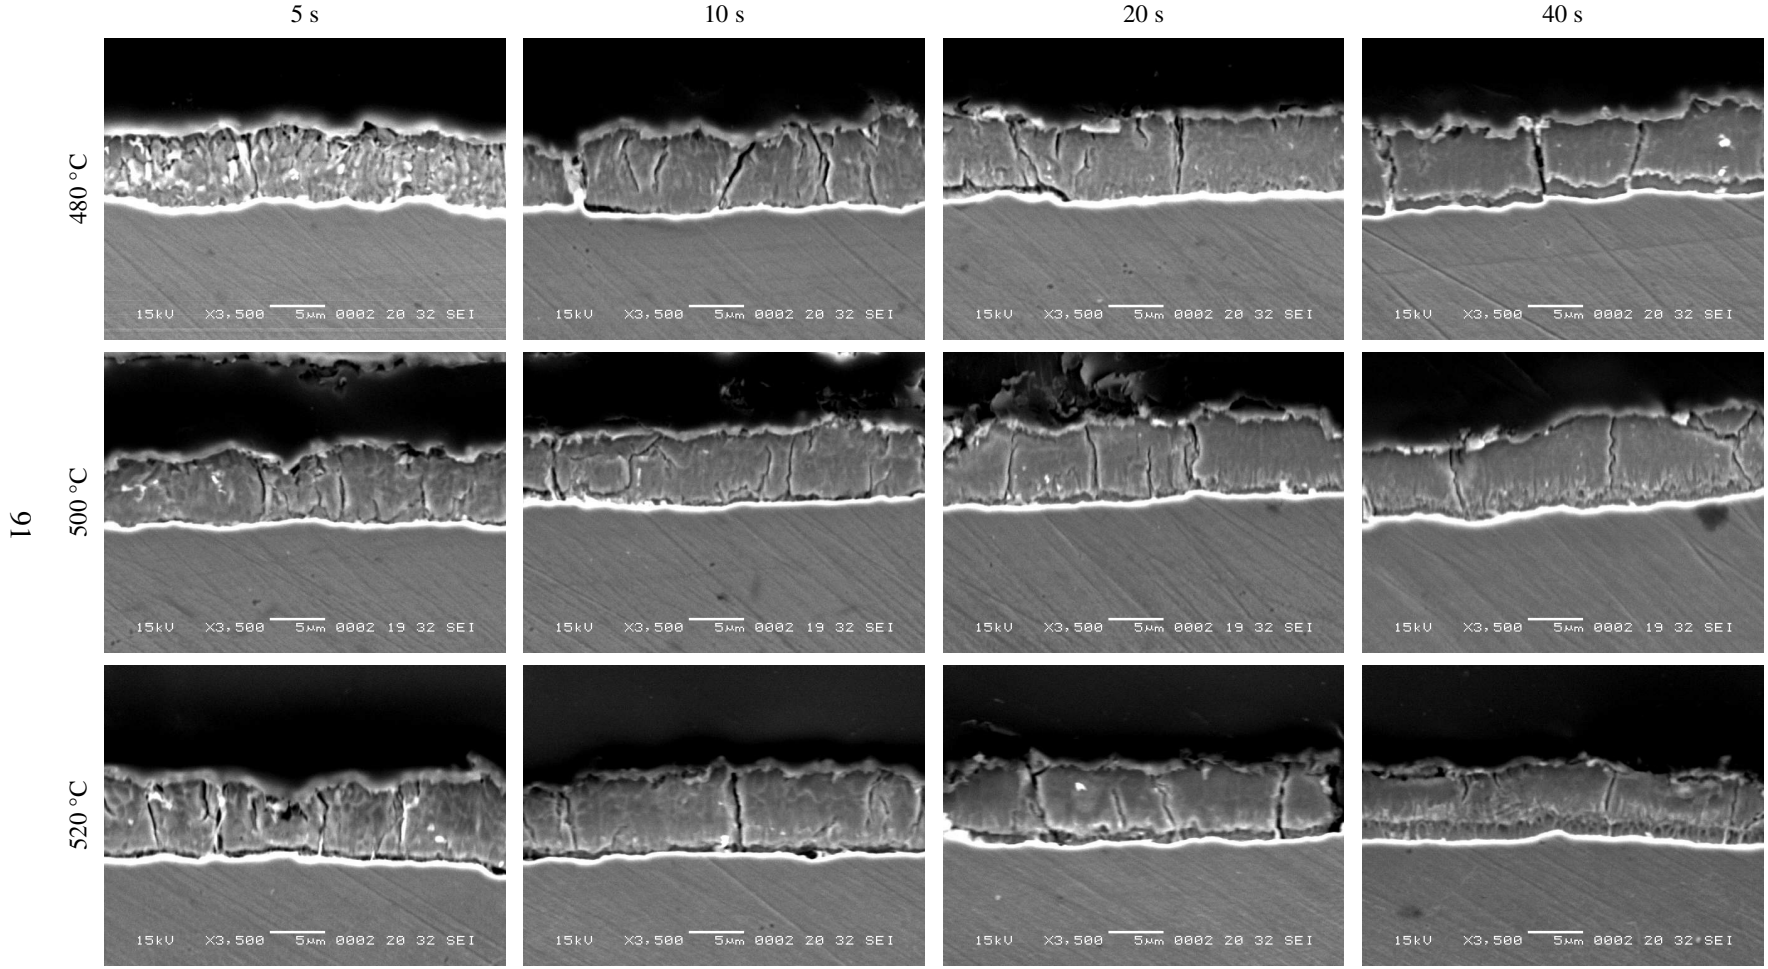 5 s 10 s 20 s 40 s
480 °C
15kV X3,500 5μm 0002 20 32 SEI
15kV X3,500 5μm 0002 20 32 SEI
15kV X3,500 5μm 0002 20 32 SEI
15kV X3,500 5μm 0002 20 32 SEI
500 °C
15kV X3,500 5μm 0002 19 32 SEI
15kV X3,500 5μm 0002 19 32 SEI
15kV X3,500 5μm 0002 19 32 SEI
15kV X3,500 5μm 0002 19 32 SEI
91
520 °C
15kV X3,500 5μm 0002 20 32 SEI
15kV X3,500 5μm 0002 20 32 SEI
15kV X3,500 5μm 0002 20 32 SEI
15kV X3,500 5μm 0002 20 32 SEI